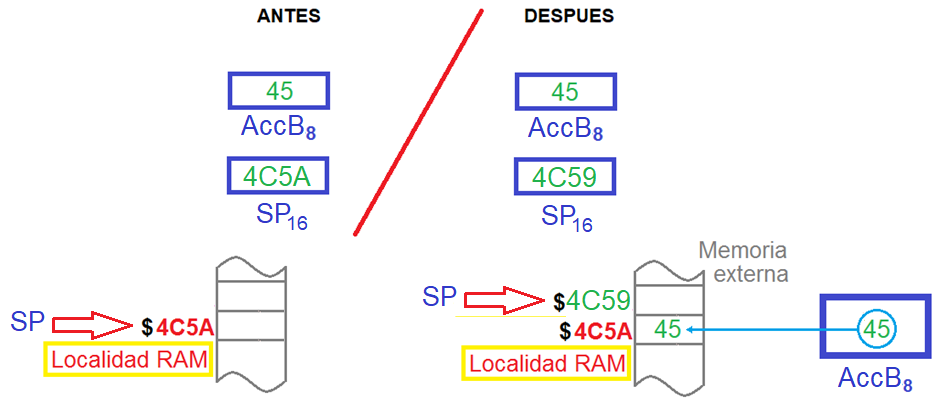 ANTES
DESPUES
45
AccB8
4C5A
SP16
45
AccB8
4C59
SP16
SP
$4C5A
Localidad RAM
Memoria
externa
SP
$4C59
$4C5A
45
45
Localidad RAM
AccB8